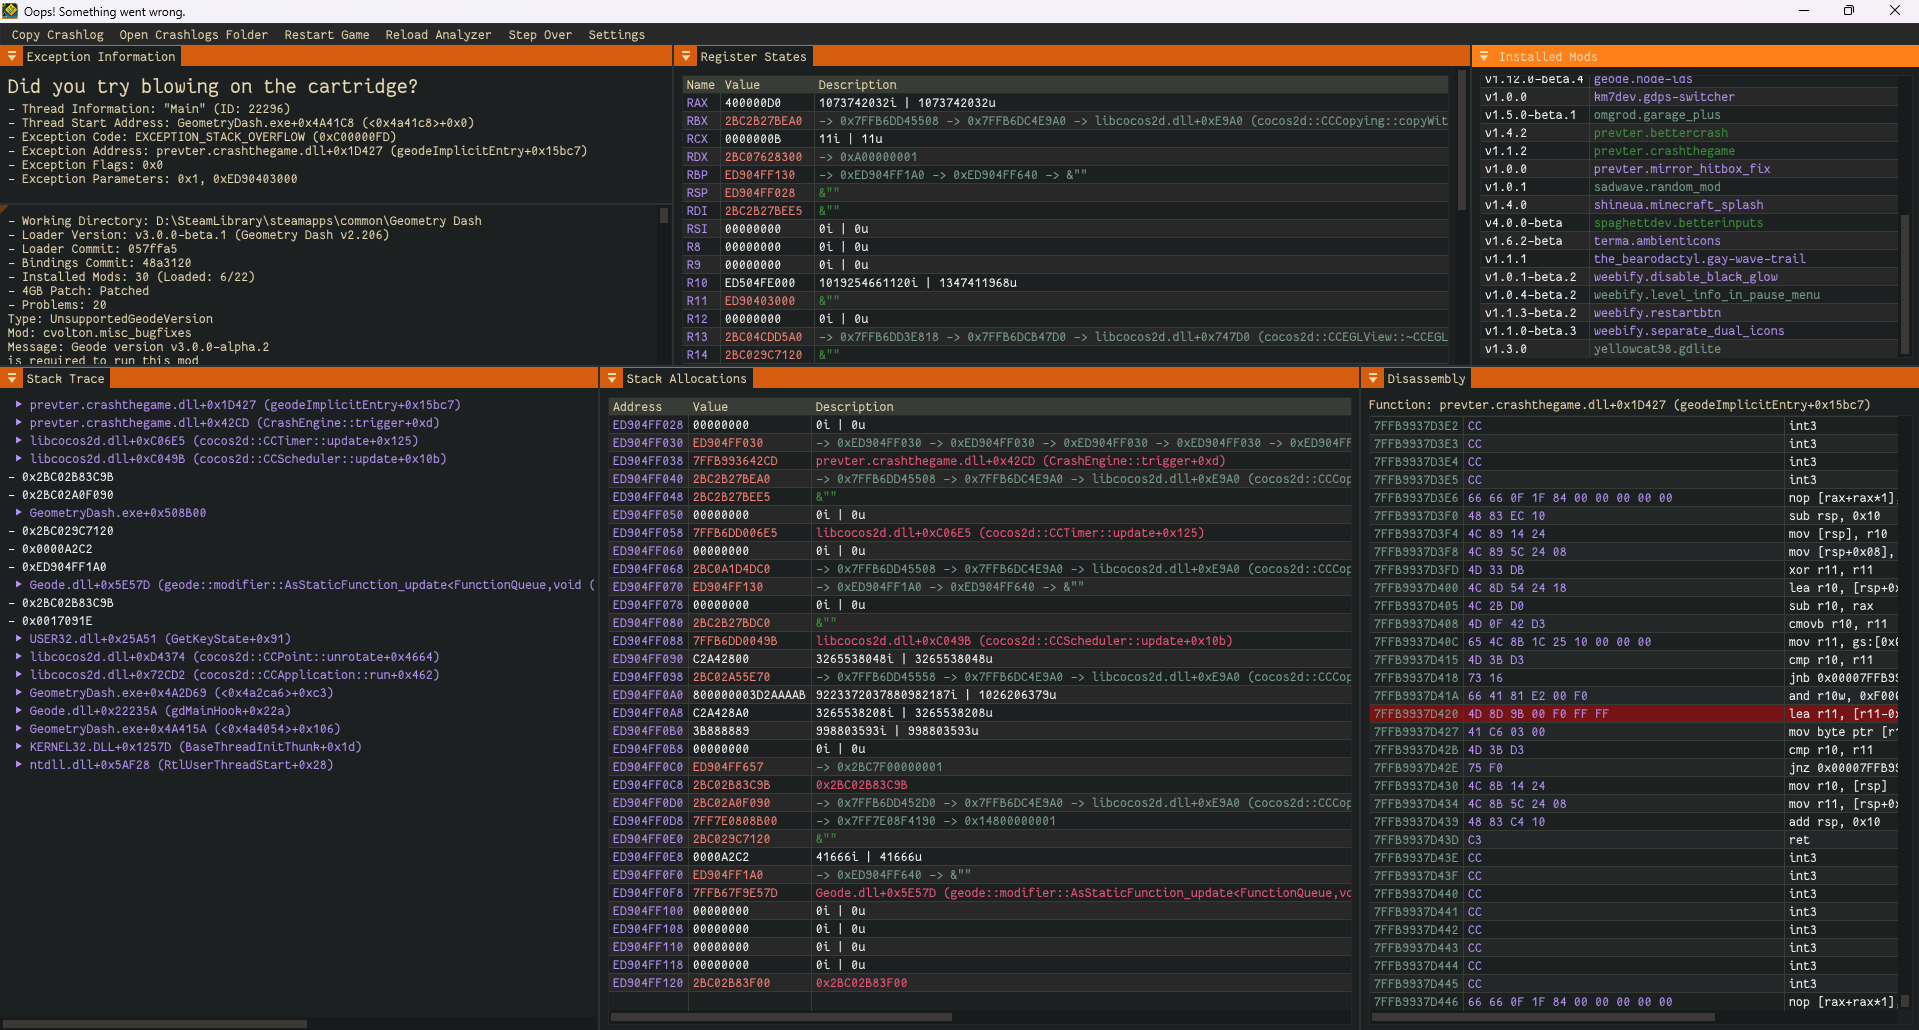 Oops! Something went wrong.
Copy Crashlog Open Crashlogs Folder Restart Game Reload Analyzer Step Over Settings
Exception Information
Did you try blowing on the cartridge?
- Thread Information: "Main" (ID: 22296)
- Thread Start Address: GeometryDash.exe+0x4A41C8 (<0x4a41c8>+0x0)
- Exception Code: EXCEPTION_STACK_OVERFLOW (0xC00000FD)
- Exception Address: prevter.crashthegame.dll+0x1D427 (geodeImplicitEntry+0x15bc7)
- Exception Flags: 0x0
- Exception Parameters: 0x1, 0xED90403000
- Working Directory: D:\SteamLibrary\steamapps\common\Geometry Dash
- Loader Version: v3.0.0-beta.1 (Geometry Dash v2.206)
- Loader Commit: 057ffa5
- Bindings Commit: 48a3120
- Installed Mods: 30 (Loaded: 6/22)
- 4GB Patch: Patched
- Problems: 20
Type: UnsupportedGeodeVersion
Mod: cvolton.misc_bugfixes
Message: Geode version v3.0.0-alpha.2
is required to run this mod
Register States
Name Value Description
RAX 400000D0 1073742032i | 1073742032u
RBX 2BC2B27BEA0 -> 0x7FFB6DD45508 -> 0x7FFB6DC4E9A0 -> libcocos2d.dll+0xE9A0 (cocos2d::CCCopying::copyWit
RCX 0000000B 11i | 11u
RDX 2BC07628300 -> 0xA00000001
RBP ED904FF130 -> 0xED904FF1A0 -> 0xED904FF640 -> &""
RSP ED904FF028 &""
RDI 2BC2B27BEE5 &""
RSI 00000000 0i | 0u
R8 00000000 0i | 0u
R9 00000000 0i | 0u
R10 ED504FE000 1019254661120i | 1347411968u
R11 ED90403000 &""
R12 00000000 0i | 0u
R13 2BC04CDD5A0 -> 0x7FFB6DD3E818 -> 0x7FFB6DCB47D0 -> libcocos2d.dll+0x747D0 (cocos2d::CCEGLView::~CCEGL
R14 2BC029C7120 &""
Installed Mods
v1.12.0-beta.4 geode.node-ids
v1.0.0 km7dev.gdps-switcher
v1.5.0-beta.1 omgrod.garage_plus
v1.4.2 prevter.bettercrash
v1.1.2 prevter.crashthegame
v1.0.0 prevter.mirror_hitbox_fix
v1.0.1 sadwave.random_mod
v1.4.0 shineua.minecraft_splash
v4.0.0-beta spaghettdev.betterinputs
v1.6.2-beta terma.ambienticons
v1.1.1 the_bearodactyl.gay-wave-trail
v1.0.1-beta.2 weebify.disable_black_glow
v1.0.4-beta.2 weebify.level_info_in_pause_menu
v1.1.3-beta.2 weebify.restartbtn
v1.1.0-beta.3 weebify.separate_dual_icons
v1.3.0 yellowcat98.gdlite
Stack Trace
prevter.crashthegame.dll+0x1D427 (geodeImplicitEntry+0x15bc7)
prevter.crashthegame.dll+0x42CD (CrashEngine::trigger+0xd)
libcocos2d.dll+0xC06E5 (cocos2d::CCTimer::update+0x125)
libcocos2d.dll+0xC049B (cocos2d::CCScheduler::update+0x10b)
- 0x2BC02B83C9B
- 0x2BC02A0F090
GeometryDash.exe+0x508B00
- 0x2BC029C7120
- 0x0000A2C2
- 0xED904FF1A0
Geode.dll+0x5E57D (geode::modifier::AsStaticFunction_update<FunctionQueue,void (
- 0x2BC02B83C9B
- 0x0017091E
USER32.dll+0x25A51 (GetKeyState+0x91)
libcocos2d.dll+0xD4374 (cocos2d::CCPoint::unrotate+0x4664)
libcocos2d.dll+0x72CD2 (cocos2d::CCApplication::run+0x462)
GeometryDash.exe+0x4A2D69 (<0x4a2ca6>+0xc3)
Geode.dll+0x22235A (gdMainHook+0x22a)
GeometryDash.exe+0x4A415A (<0x4a4054>+0x106)
KERNEL32.DLL+0x1257D (BaseThreadInitThunk+0x1d)
ntdll.dll+0x5AF28 (RtlUserThreadStart+0x28)
Stack Allocations
Address Value Description
ED904FF028 00000000 0i | 0u
ED904FF030 ED904FF030 -> 0xED904FF030 -> 0xED904FF030 -> 0xED904FF030 -> 0xED904FF030 -> 0xED904FF
ED904FF038 7FFB993642CD prevter.crashthegame.dll+0x42CD (CrashEngine::trigger+0xd)
ED904FF040 2BC2B27BEA0 -> 0x7FFB6DD45508 -> 0x7FFB6DC4E9A0 -> libcocos2d.dll+0xE9A0 (cocos2d::CCCop
ED904FF048 2BC2B27BEE5 &""
ED904FF050 00000000 0i | 0u
ED904FF058 7FFB6DD006E5 libcocos2d.dll+0xC06E5 (cocos2d::CCTimer::update+0x125)
ED904FF060 00000000 0i | 0u
ED904FF068 2BC0A1D4DC0 -> 0x7FFB6DD45508 -> 0x7FFB6DC4E9A0 -> libcocos2d.dll+0xE9A0 (cocos2d::CCCop
ED904FF070 ED904FF130 -> 0xED904FF1A0 -> 0xED904FF640 -> &""
ED904FF078 00000000 0i | 0u
ED904FF080 2BC2B27BDC0 &""
ED904FF088 7FFB6DD0049B libcocos2d.dll+0xC049B (cocos2d::CCScheduler::update+0x10b)
ED904FF090 C2A42800 3265538048i | 3265538048u
ED904FF098 2BC02A55E70 -> 0x7FFB6DD45508 -> 0x7FFB6DC4E9A0 -> libcocos2d.dll+0xE9A0 (cocos2d::CCCop
ED904FF0A0 800000003D2AAAAB 9223372037880982187i | 1026206379u
ED904FF0A8 C2A428A0 3265538208i | 3265538208u
ED904FF0B0 3B888889 998803593i | 998803593u
ED904FF0B8 00000000 0i | 0u
ED904FF0C0 ED904FF657 -> 0x2BC7F00000001
ED904FF0C8 2BC02B83C9B 0x2BC02B83C9B
ED904FF0D0 2BC02A0F090 -> 0x7FFB6DD452D0 -> 0x7FFB6DC4E9A0 -> libcocos2d.dll+0xE9A0 (cocos2d::CCCop
ED904FF0D8 7FF7E0808B00 -> 0x7FF7E08F4190 -> 0x14800000001
ED904FF0E0 2BC029C7120 &""
ED904FF0E8 0000A2C2 41666i | 41666u
ED904FF0F0 ED904FF1A0 -> 0xED904FF640 -> &""
ED904FF0F8 7FFB67F9E57D Geode.dll+0x5E57D (geode::modifier::AsStaticFunction_update<FunctionQueue,vo
ED904FF100 00000000 0i | 0u
ED904FF108 00000000 0i | 0u
ED904FF110 00000000 0i | 0u
ED904FF118 00000000 0i | 0u
ED904FF120 2BC02B83F00 0x2BC02B83F00
Disassembly
Function: prevter.crashthegame.dll+0x1D427 (geodeImplicitEntry+0x15bc7)
7FFB9937D3E2 CC int3
7FFB9937D3E3 CC int3
7FFB9937D3E4 CC int3
7FFB9937D3E5 CC int3
7FFB9937D3E6 66 66 0F 1F 84 00 00 00 00 00 nop [rax+rax*1],
7FFB9937D3F0 48 83 EC 10 sub rsp, 0x10
7FFB9937D3F4 4C 89 14 24 mov [rsp], r10
7FFB9937D3F8 4C 89 5C 24 08 mov [rsp+0x08],
7FFB9937D3FD 4D 33 DB xor r11, r11
7FFB9937D400 4C 8D 54 24 18 lea r10, [rsp+0x
7FFB9937D405 4C 2B D0 sub r10, rax
7FFB9937D408 4D 0F 42 D3 cmovb r10, r11
7FFB9937D40C 65 4C 8B 1C 25 10 00 00 00 mov r11, gs:[0x0
7FFB9937D415 4D 3B D3 cmp r10, r11
7FFB9937D418 73 16 jnb 0x00007FFB99
7FFB9937D41A 66 41 81 E2 00 F0 and r10w, 0xF000
7FFB9937D420 4D 8D 9B 00 F0 FF FF lea r11, [r11-0x
7FFB9937D427 41 C6 03 00 mov byte ptr [r1
7FFB9937D42B 4D 3B D3 cmp r10, r11
7FFB9937D42E 75 F0 jnz 0x00007FFB99
7FFB9937D430 4C 8B 14 24 mov r10, [rsp]
7FFB9937D434 4C 8B 5C 24 08 mov r11, [rsp+0x
7FFB9937D439 48 83 C4 10 add rsp, 0x10
7FFB9937D43D C3 ret
7FFB9937D43E CC int3
7FFB9937D43F CC int3
7FFB9937D440 CC int3
7FFB9937D441 CC int3
7FFB9937D442 CC int3
7FFB9937D443 CC int3
7FFB9937D444 CC int3
7FFB9937D445 CC int3
7FFB9937D446 66 66 0F 1F 84 00 00 00 00 00 nop [rax+rax*1],